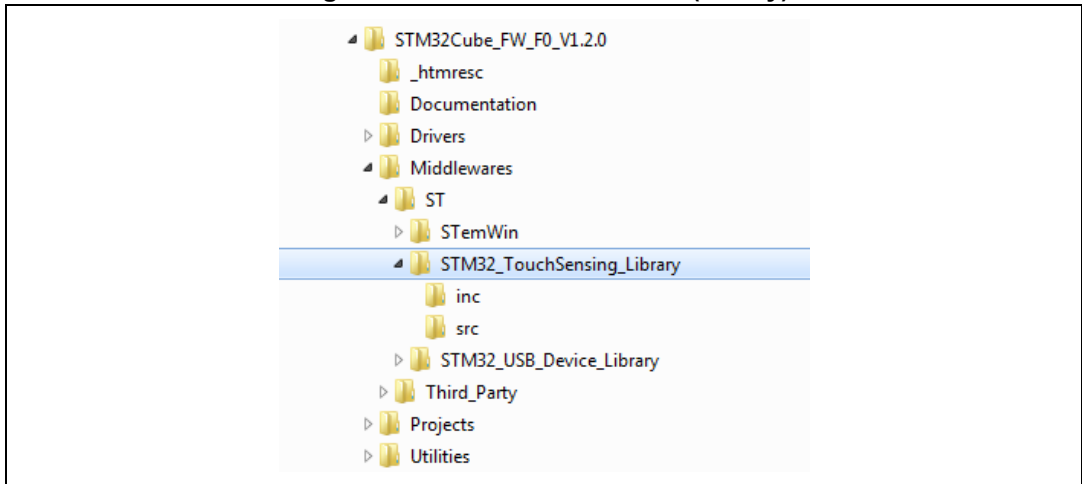 STM32Cube_FW_F0_V1.2.0
_htmresc
Documentation
Drivers
Middlewares
ST
STemWin
STM32_TouchSensing_Library
inc
src
STM32_USB_Device_Library
Third_Party
Projects
Utilities